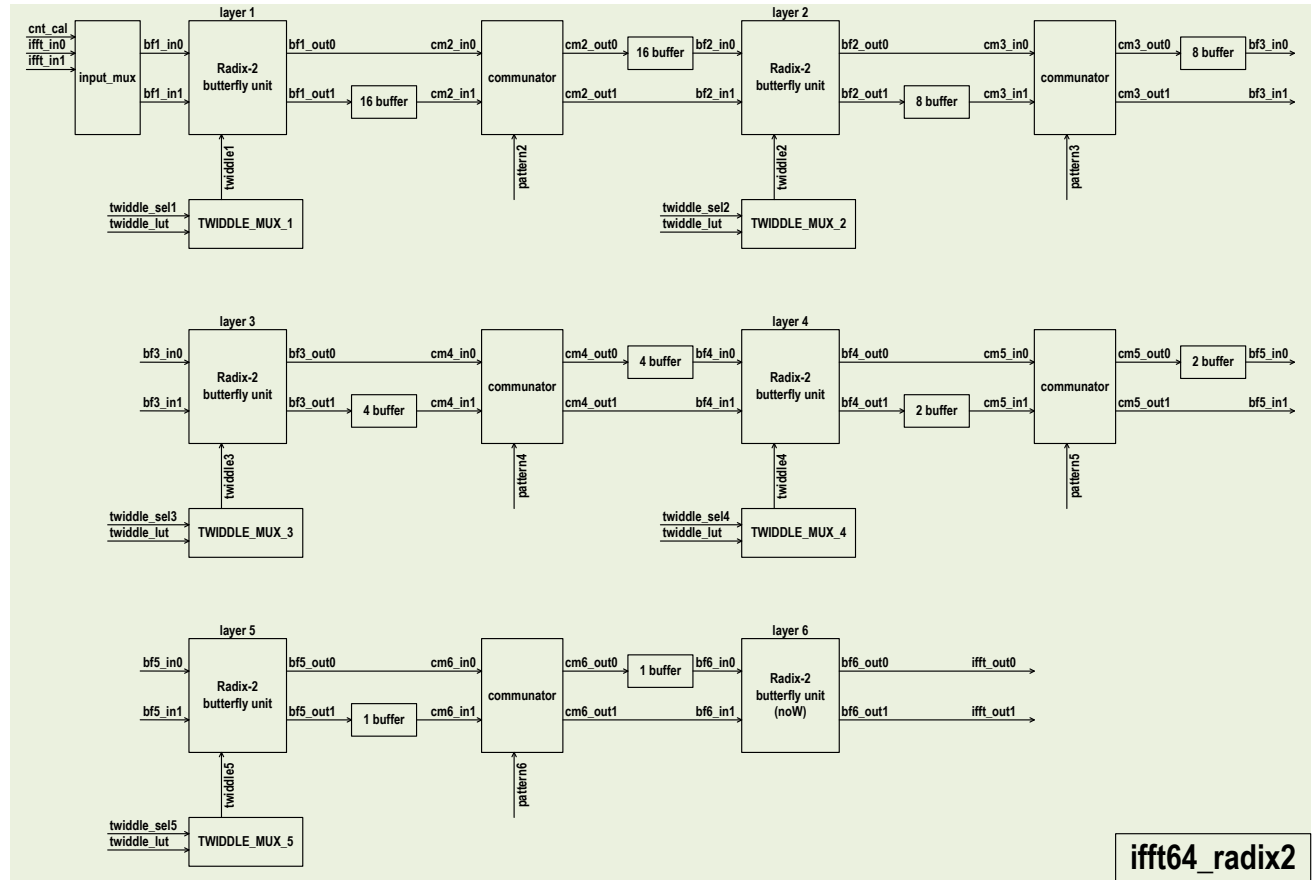 layer 1
layer 2
cnt_cal
ifft_in0
ifft_in1
input_mux
bf1_in0
bf1_in1
Radix-2
butterfly unit
bf1_out0
bf1_out1
16 buffer
cm2_in0
cm2_in1
communator
cm2_out0
cm2_out1
16 buffer
bf2_in0
bf2_in1
Radix-2
butterfly unit
bf2_out0
bf2_out1
8 buffer
cm3_in0
cm3_in1
communator
cm3_out0
cm3_out1
8 buffer
bf3_in0
bf3_in1
twiddle1
pattern2
twiddle2
pattern3
twiddle_sel1
twiddle_lut
TWIDDLE_MUX_1
twiddle_sel2
twiddle_lut
TWIDDLE_MUX_2
layer 3
layer 4
bf3_in0
bf3_in1
Radix-2
butterfly unit
bf3_out0
bf3_out1
4 buffer
cm4_in0
cm4_in1
communator
cm4_out0
cm4_out1
4 buffer
bf4_in0
bf4_in1
Radix-2
butterfly unit
bf4_out0
bf4_out1
2 buffer
cm5_in0
cm5_in1
communator
cm5_out0
cm5_out1
2 buffer
bf5_in0
bf5_in1
twiddle3
pattern4
twiddle4
pattern5
twiddle_sel3
twiddle_lut
TWIDDLE_MUX_3
twiddle_sel4
twiddle_lut
TWIDDLE_MUX_4
layer 5
layer 6
bf5_in0
bf5_in1
Radix-2
butterfly unit
bf5_out0
bf5_out1
1 buffer
cm6_in0
cm6_in1
communator
cm6_out0
cm6_out1
1 buffer
bf6_in0
bf6_in1
Radix-2
butterfly unit
(noW)
bf6_out0
bf6_out1
ifft_out0
ifft_out1
twiddle5
pattern6
twiddle_sel5
twiddle_lut
TWIDDLE_MUX_5
ifft64_radix2